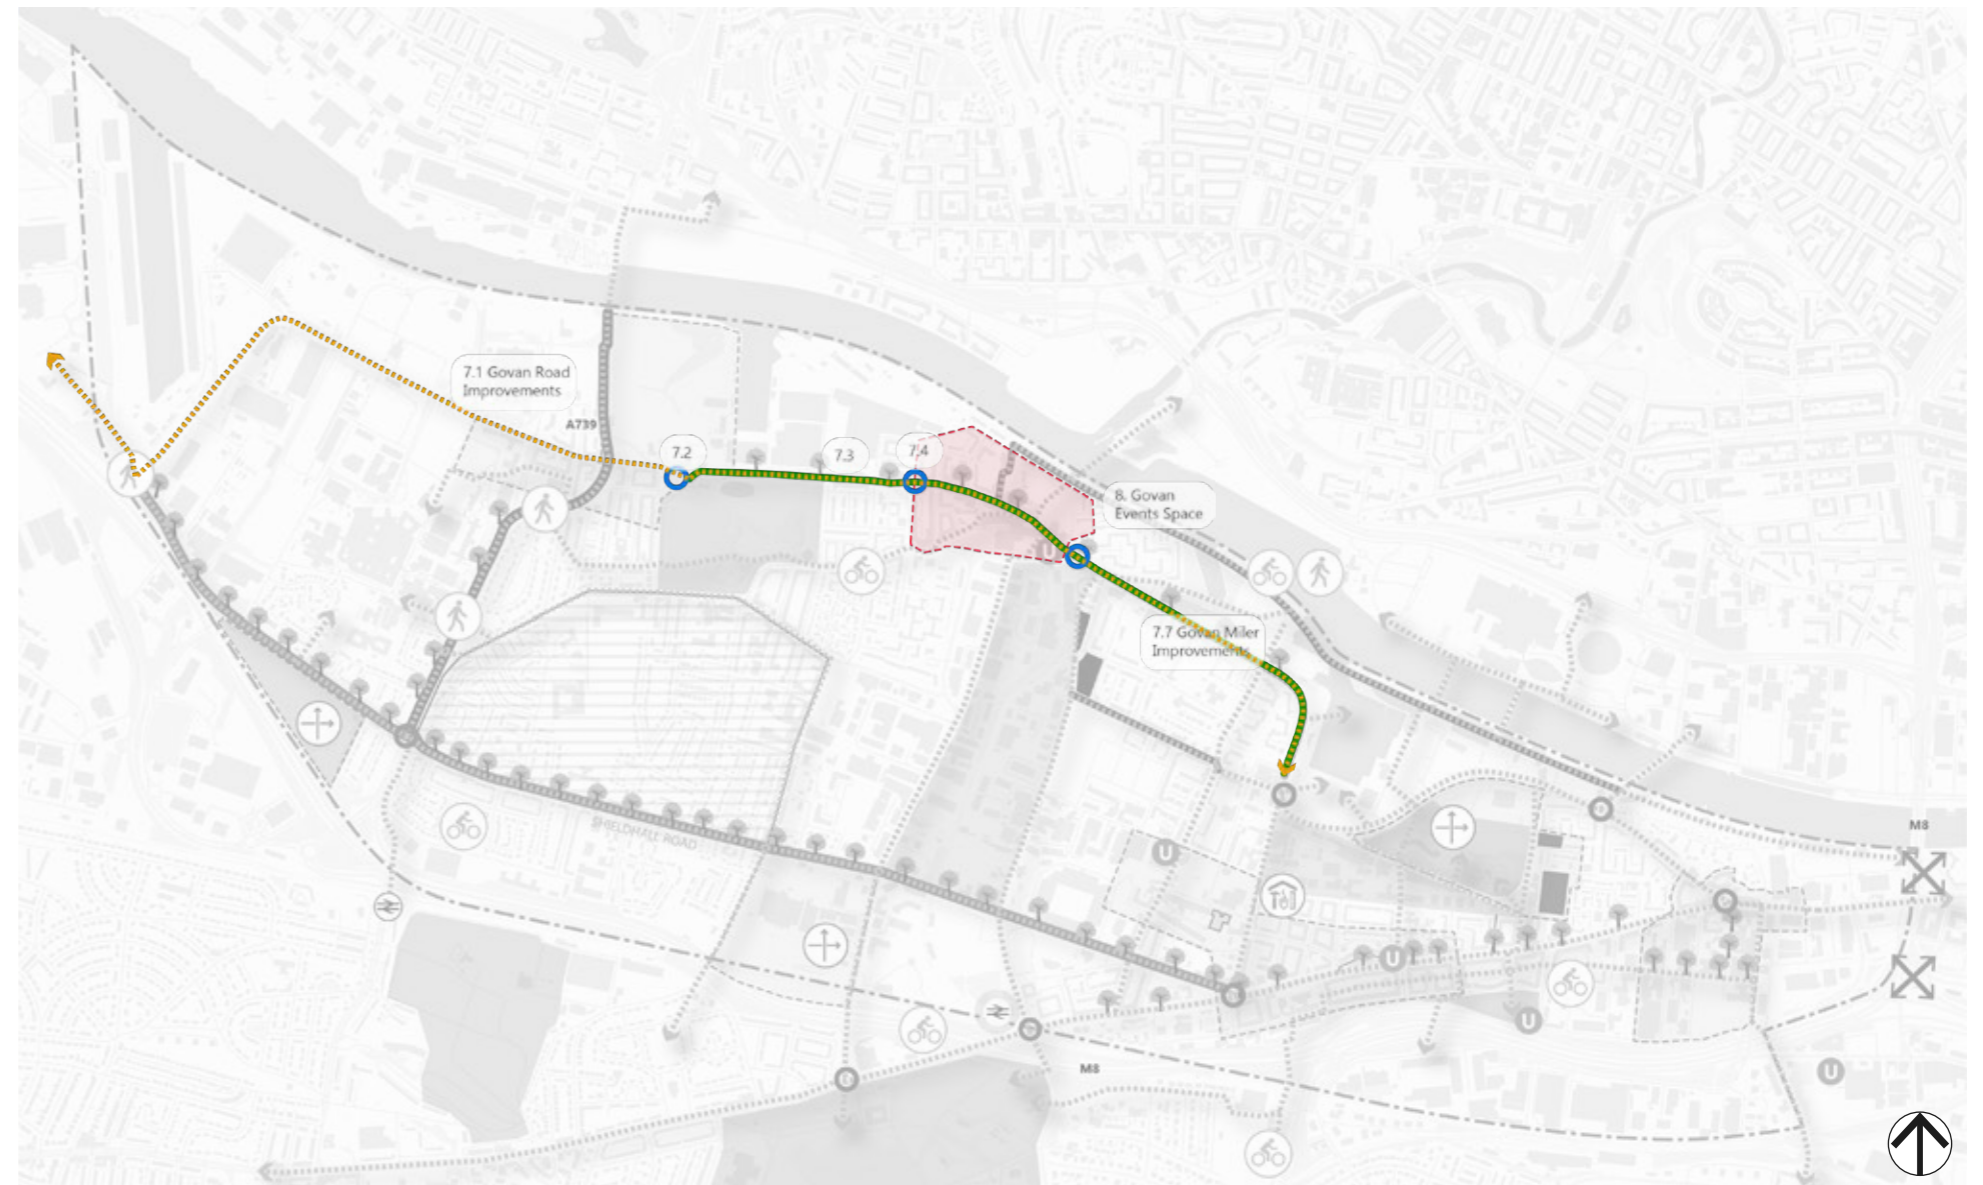 7.1 Govan Road
Improvements
A739
7.2
7.3
7.4
8. Govan
Events Space
7.7 Govan Miler
Improvements
SHIELDHALL ROAD
U
M8
U
U
U
M8
U